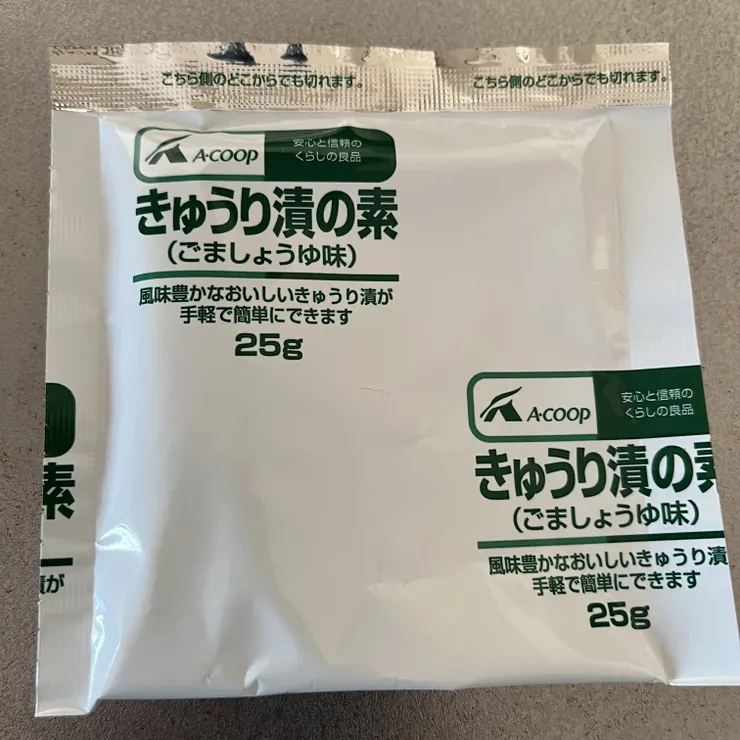 こちら側のどこからでも切れます。
こちら側のどこからでも切れます。
A·COOP
安心と信頼の
くらしの良品
きゅうり漬の素
(ごましょうゆ味)
風味豊かなおいしいきゅうり漬が
手軽で簡単にできます
25g
A·COOP
安心と信頼の
くらしの良品
きゅうり漬の素
(ごましょうゆ味)
風味豊かなおいしいきゅうり漬
手軽で簡単にできます
25g
素
漬が